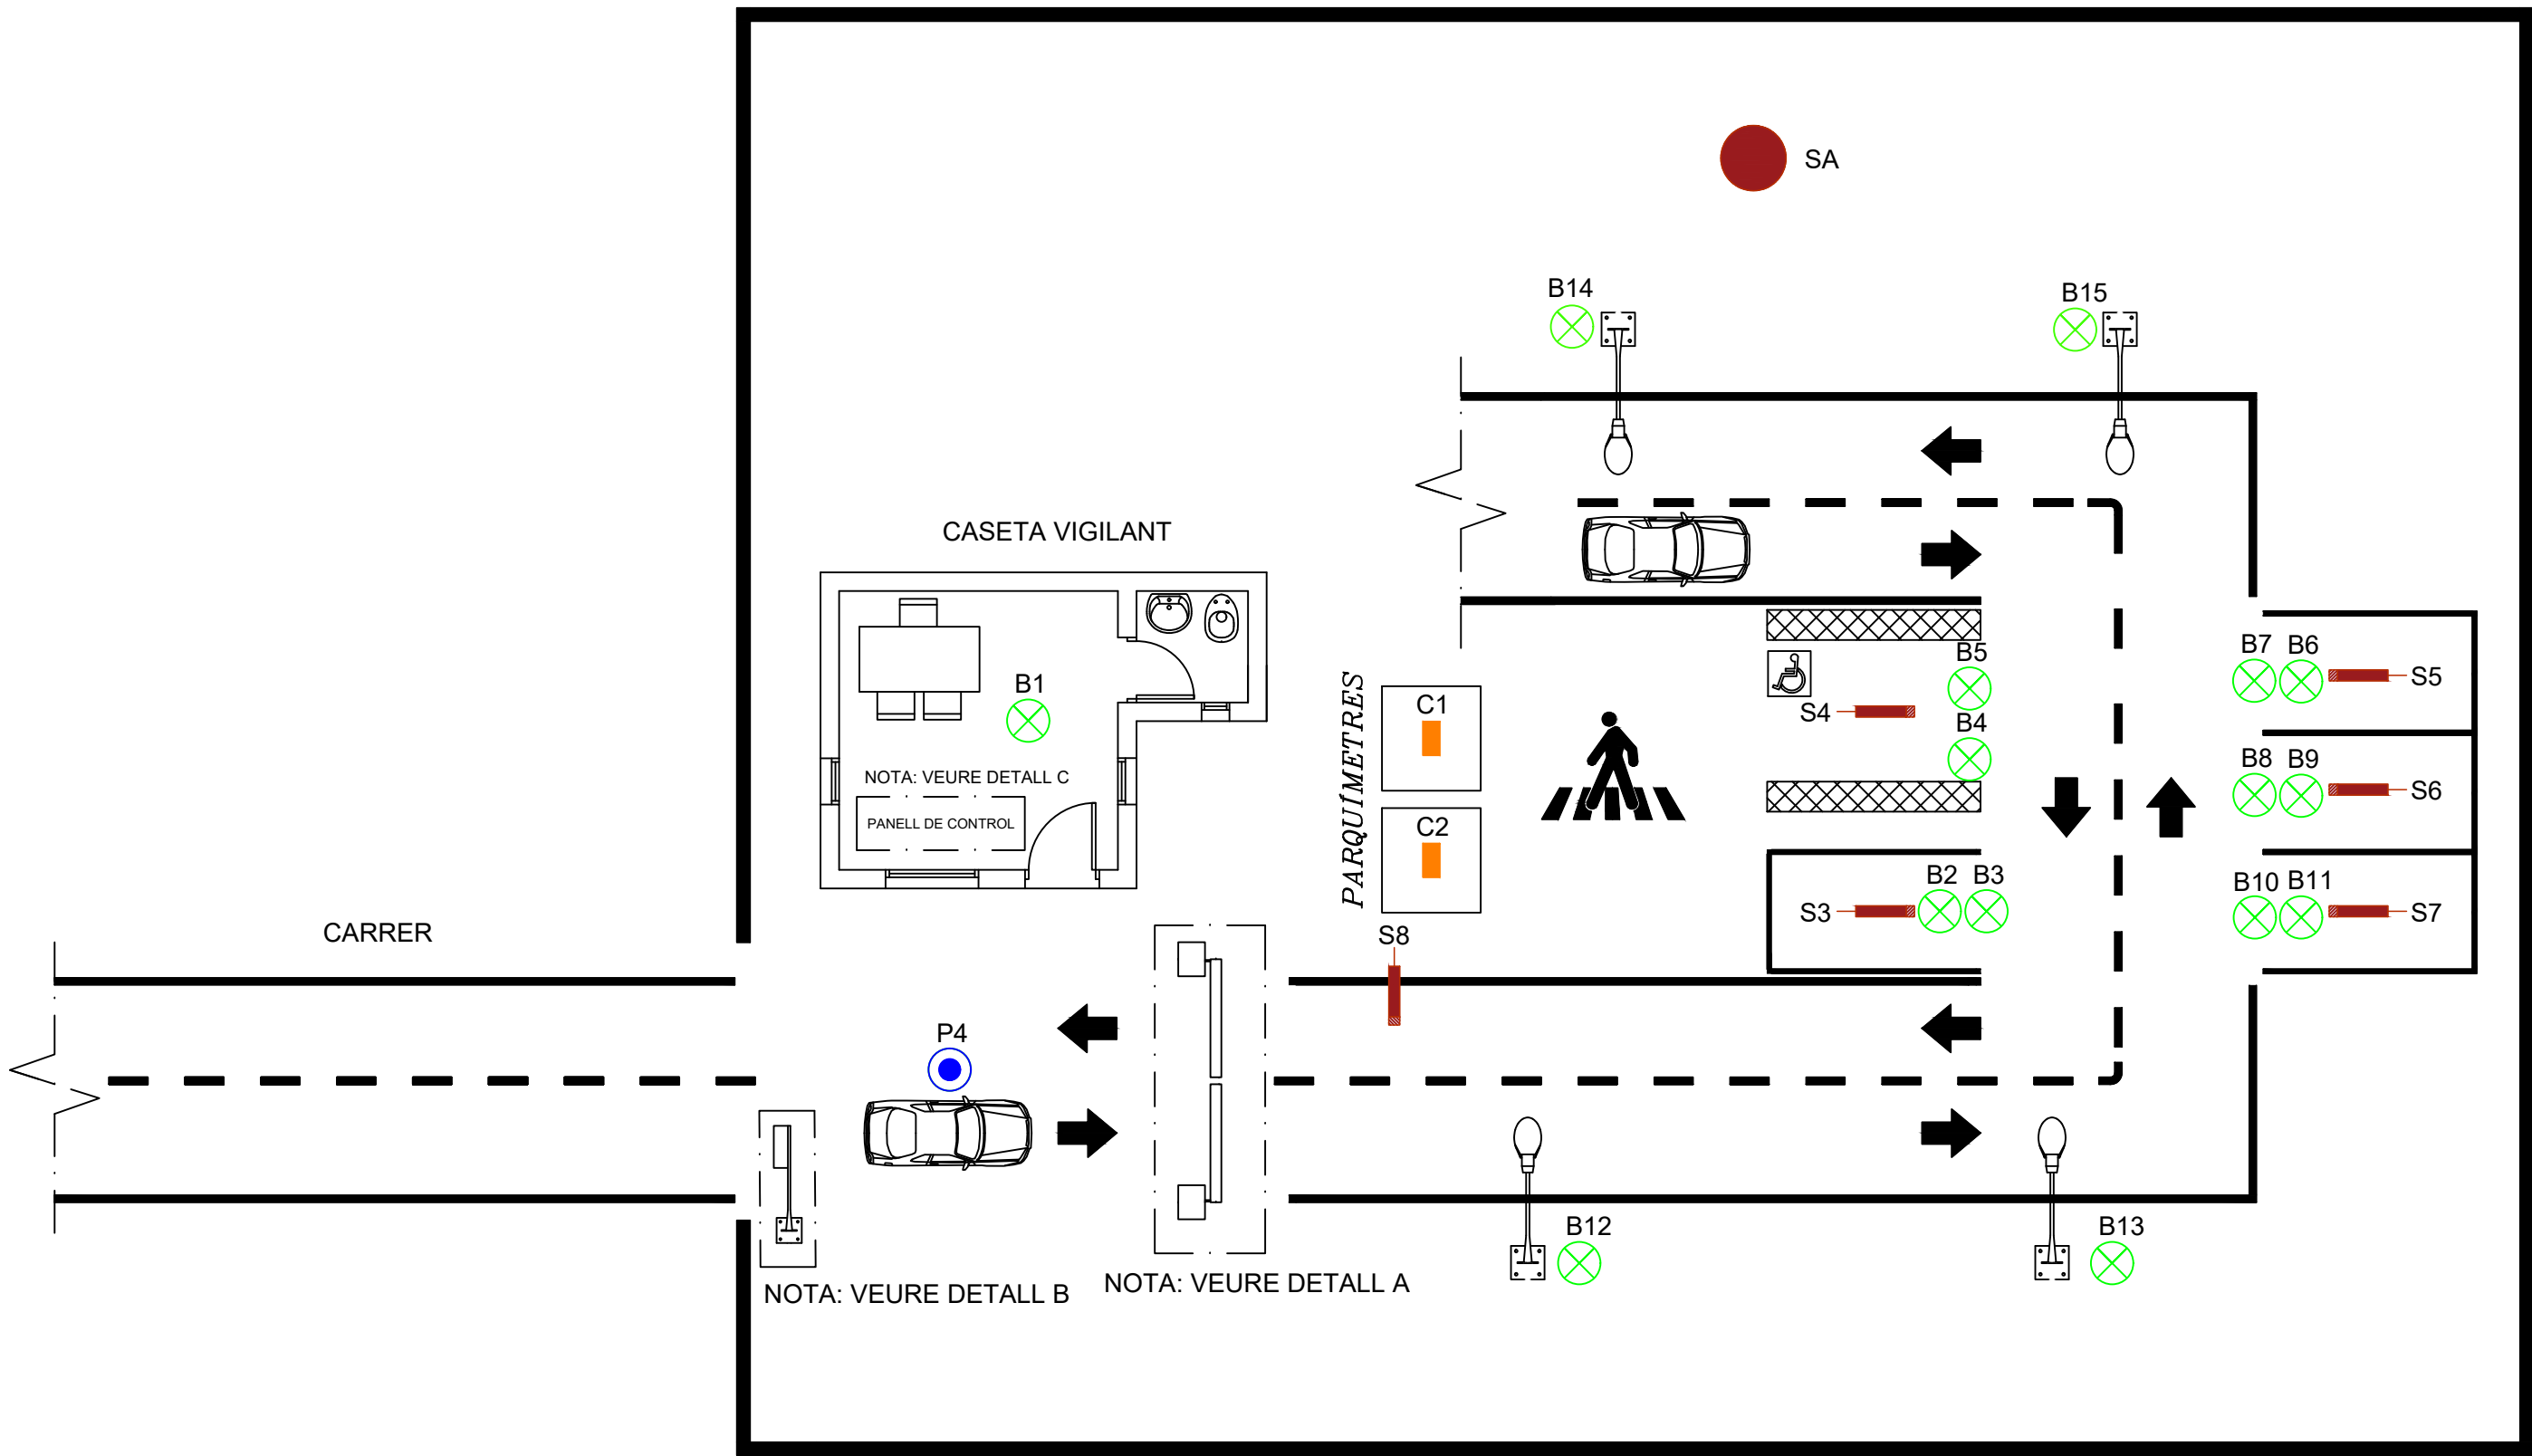 SA
B14
B15
CASETA VIGILANT
B1
NOTA: VEURE DETALL C
PANELL DE CONTROL
PARQUÍMETRES
C1
C2
B5
S4
B4
B7 B6
S5
B8 B9
S6
B2 B3
S3
B10 B11
S7
CARRER
S8
P4
B12
B13
NOTA: VEURE DETALL B
NOTA: VEURE DETALL A